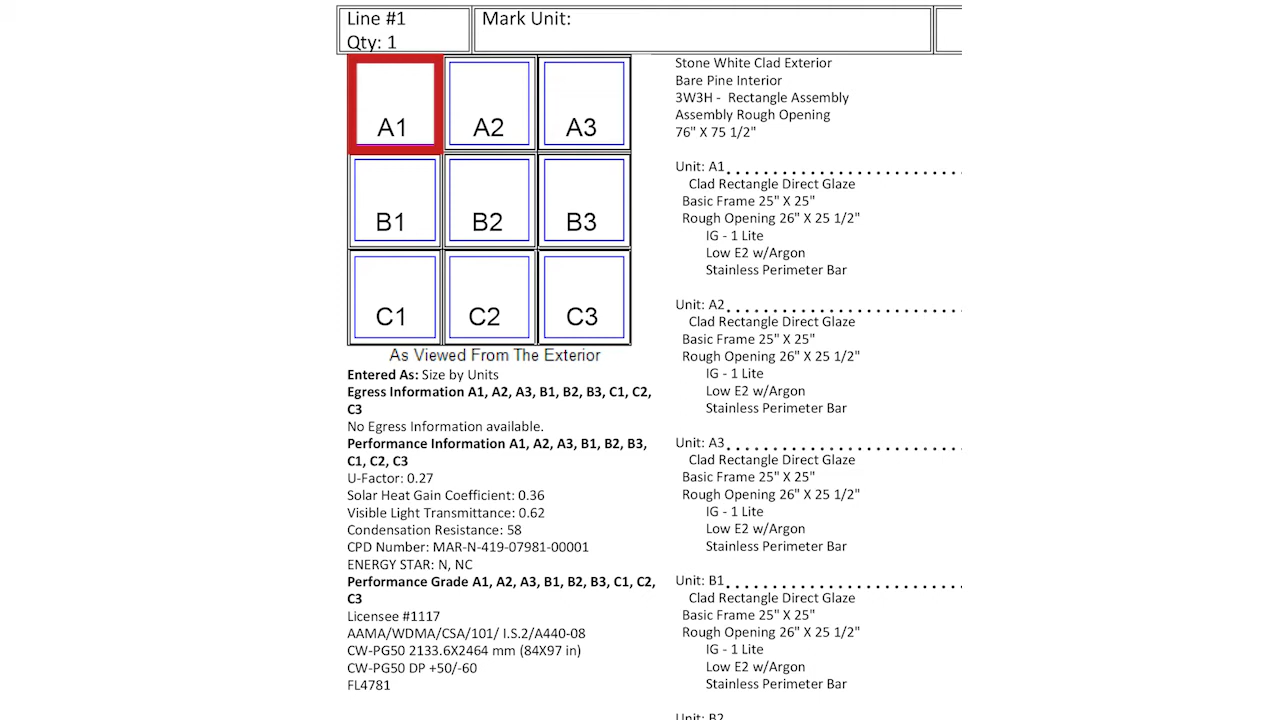 Line #1
Qty: 1
Mark Unit:
A1 A2 A3
B1 B2 B3
C1 C2 C3
As Viewed From The Exterior
Entered As: Size by Units
Egress Information A1, A2, A3, B1, B2, B3, C1, C2,
C3
No Egress Information available.
Performance Information A1, A2, A3, B1, B2, B3,
C1, C2, C3
U-Factor: 0.27
Solar Heat Gain Coefficient: 0.36
Visible Light Transmittance: 0.62
Condensation Resistance: 58
CPD Number: MAR-N-419-07981-00001
ENERGY STAR: N, NC
Performance Grade A1, A2, A3, B1, B2, B3, C1, C2,
C3
Licensee #1117
AAMA/WDMA/CSA/101/ I.S.2/A440-08
CW-PG50 2133.6X2464 mm (84X97 in)
CW-PG50 DP +50/-60
FL4781
Stone White Clad Exterior
Bare Pine Interior
3W3H - Rectangle Assembly
Assembly Rough Opening
76" X 75 1/2"
Unit: A1
Clad Rectangle Direct Glaze
Basic Frame 25" X 25"
Rough Opening 26" X 25 1/2"
IG - 1 Lite
Low E2 w/Argon
Stainless Perimeter Bar
Unit: A2
Clad Rectangle Direct Glaze
Basic Frame 25" X 25"
Rough Opening 26" X 25 1/2"
IG - 1 Lite
Low E2 w/Argon
Stainless Perimeter Bar
Unit: A3
Clad Rectangle Direct Glaze
Basic Frame 25" X 25"
Rough Opening 26" X 25 1/2"
IG - 1 Lite
Low E2 w/Argon
Stainless Perimeter Bar
Unit: B1
Clad Rectangle Direct Glaze
Basic Frame 25" X 25"
Rough Opening 26" X 25 1/2"
IG - 1 Lite
Low E2 w/Argon
Stainless Perimeter Bar
Unit: B2